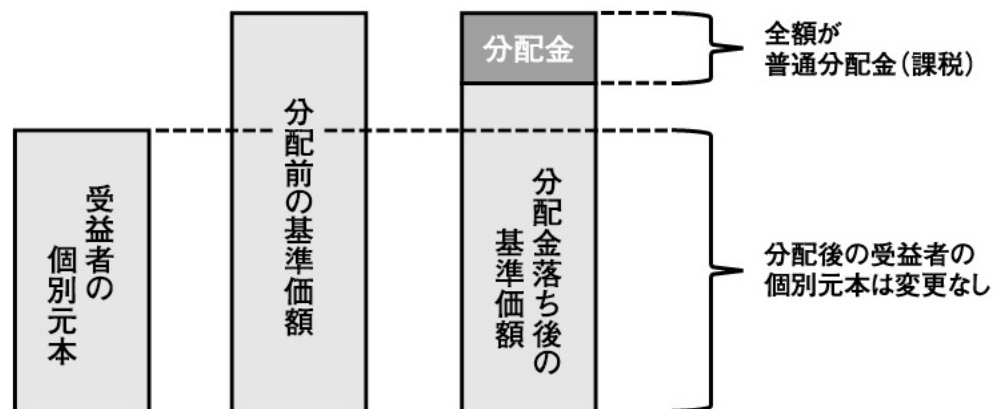 受益者の
個別元本
分配前の基準価額
分配金
分配金落ち後の
基準価額
全額が
普通分配金(課税)
分配後の受益者の
個別元本は変更なし